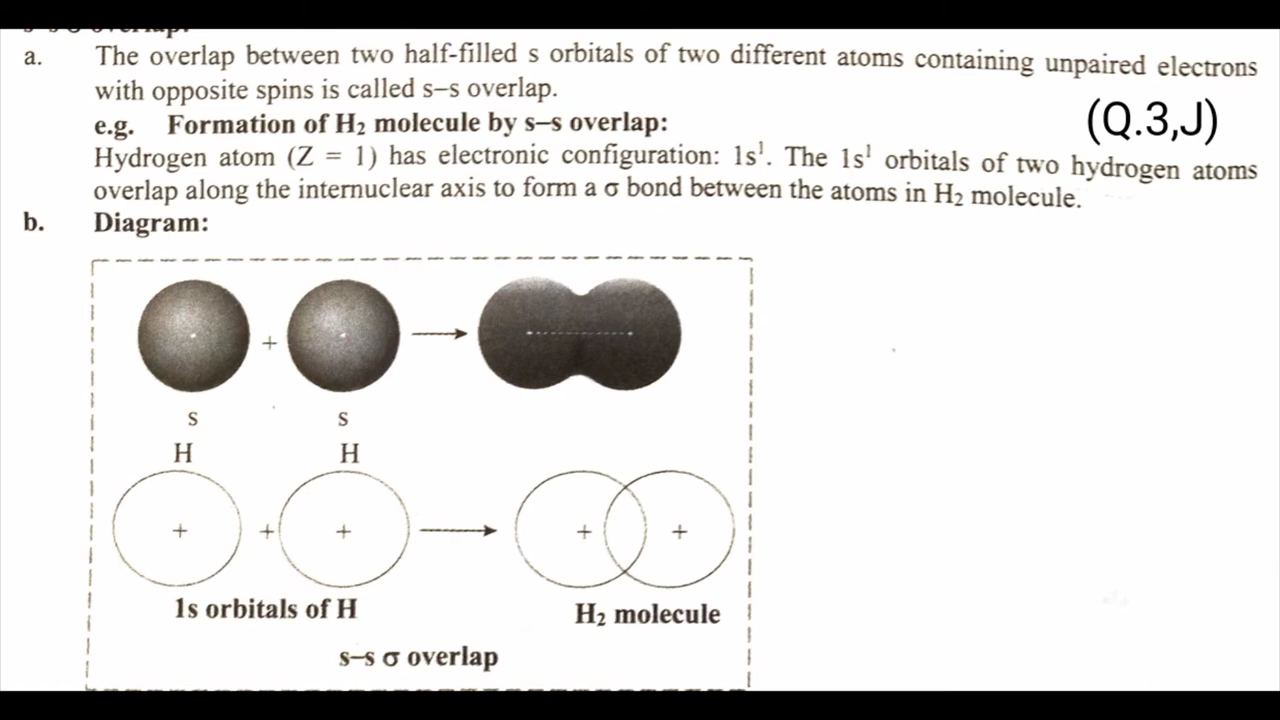 s–s σ overlap:
a. The overlap between two half-filled s orbitals of two different atoms containing unpaired electrons
with opposite spins is called s–s overlap.
(Q.3,J)
e.g. Formation of H₂ molecule by s–s overlap:
Hydrogen atom (Z = 1) has electronic configuration: 1s¹. The 1s¹ orbitals of two hydrogen atoms
overlap along the internuclear axis to form a σ bond between the atoms in H₂ molecule.
b. Diagram:
+
s s
H H
+ + + + +
1s orbitals of H H₂ molecule
s–s σ overlap